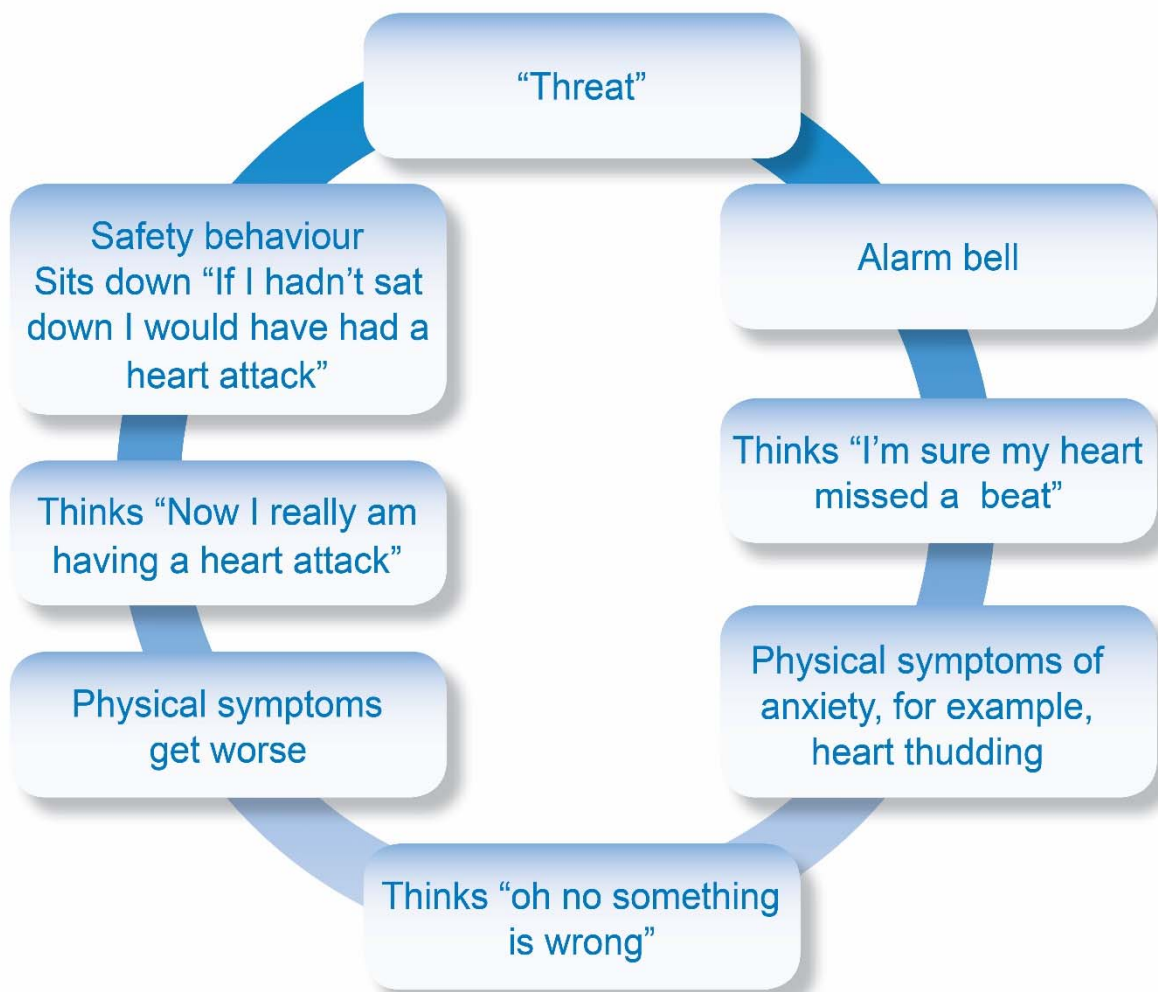 “Threat”
Alarm bell
Thinks “I’m sure my heart
missed a  beat”
Physical symptoms of
anxiety, for example,
heart thudding
Thinks “oh no something
is wrong”
Physical symptoms
get worse
Thinks “Now I really am
having a heart attack”
Safety behaviour
Sits down “If I hadn’t sat
down I would have had a
heart attack”